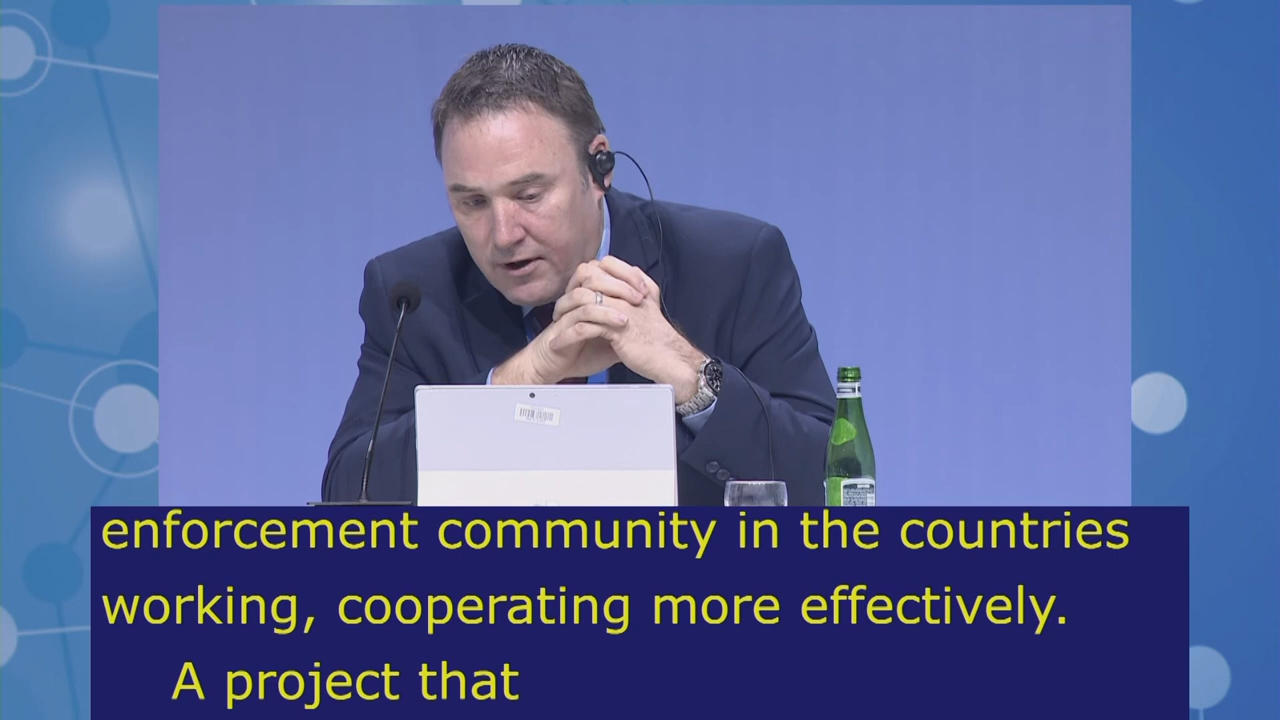 enforcement community in the countries
working, cooperating more effectively.
A project that